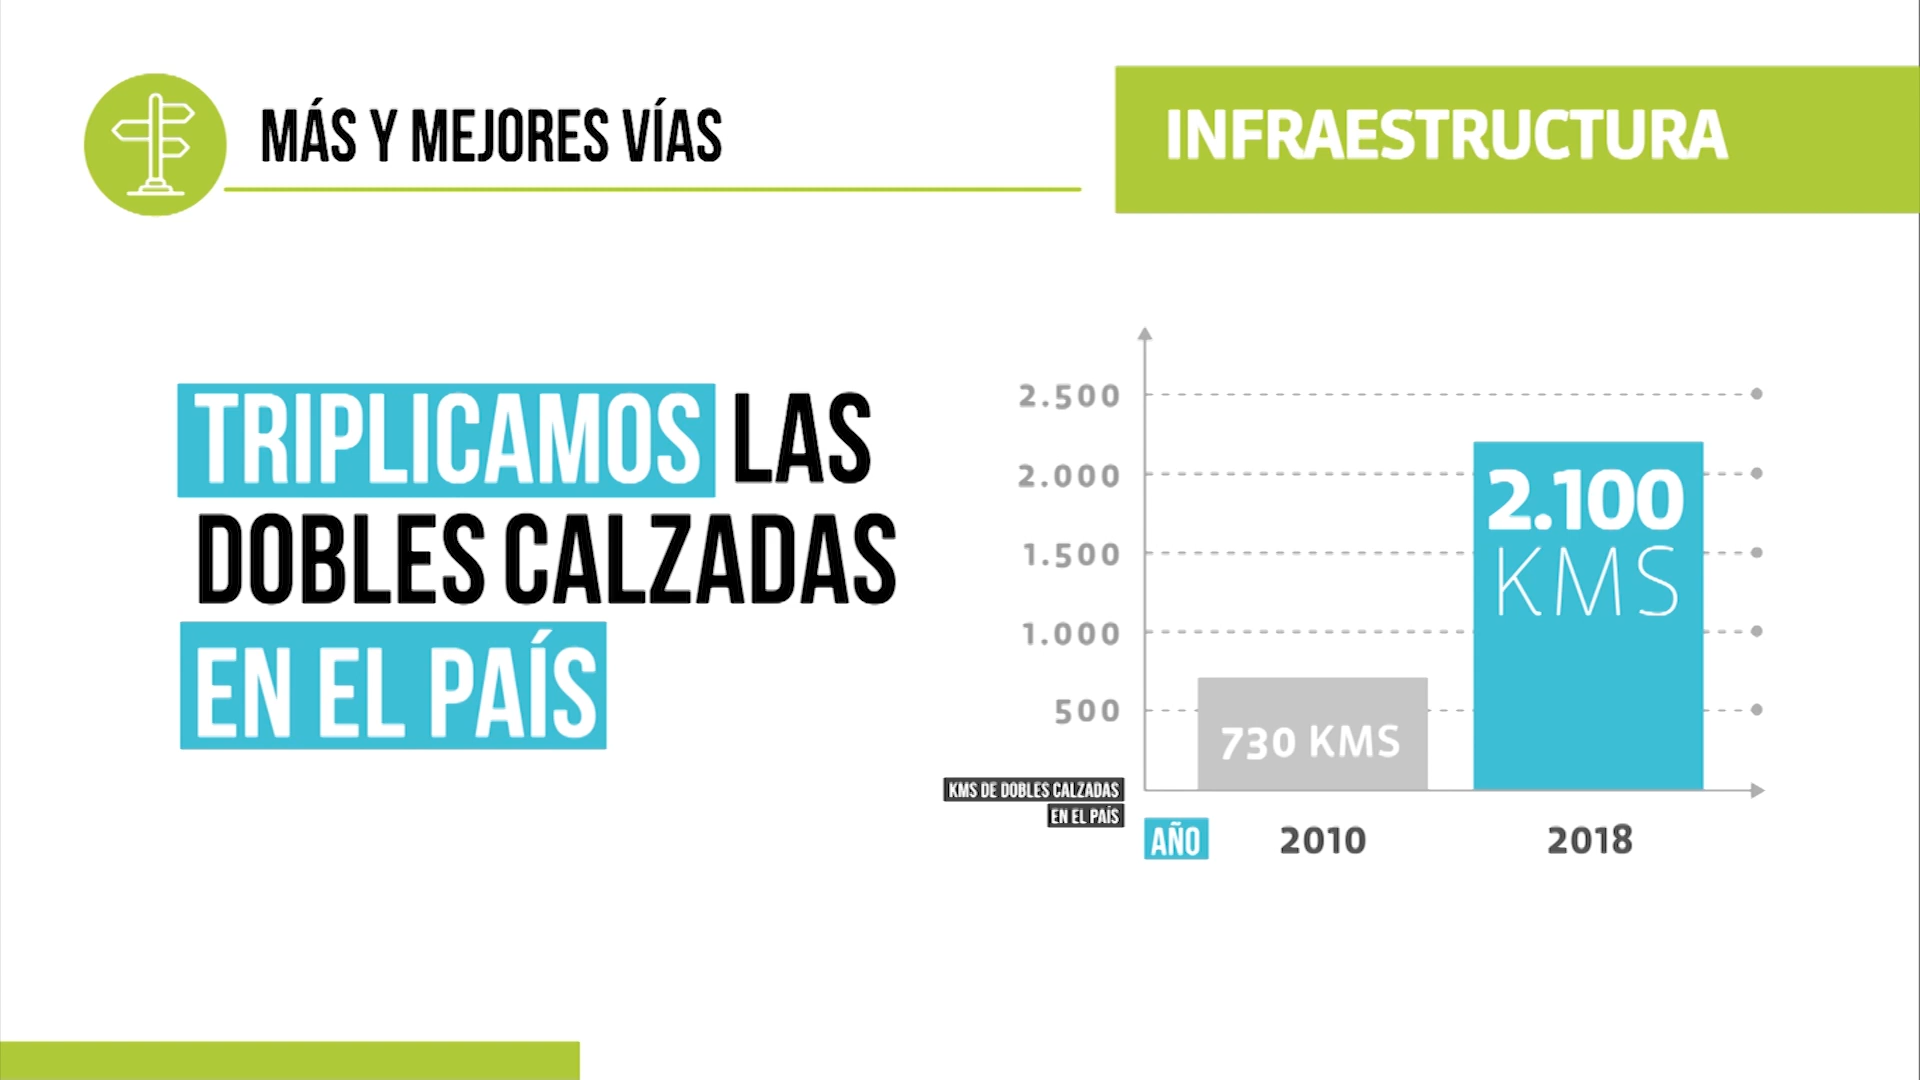 MÁS Y MEJORES VÍAS
INFRAESTRUCTURA
TRIPLICAMOS LAS
DOBLES CALZADAS
EN EL PAÍS
2.500
2.000
1.500
1.000
500
2.100
KMS
730 KMS
KMS DE DOBLES CALZADAS
EN EL PAÍS
AÑO 2010 2018